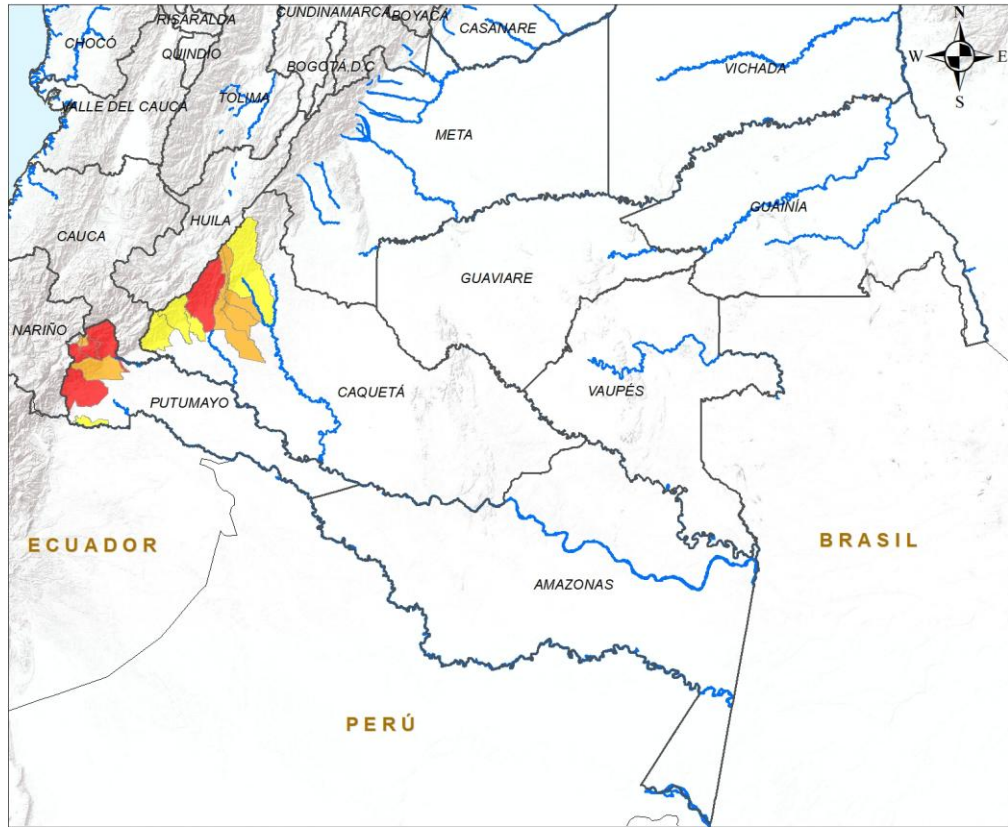 CUNDINAMARCA
BOYACÁ
RISARALDA
CASANARE
N
CHOCÓ
QUINDIO
BOGOTÁ D.C
W
E
VICHADA
S
VALLE DEL CAUCA
TOLIMA
META
GUAINÍA
HUILA
CAUCA
GUAVIARE
NARIÑO
CAQUETÁ
VAUPÉS
PUTUMAYO
ECUADOR
BRASIL
AMAZONAS
PERÚ